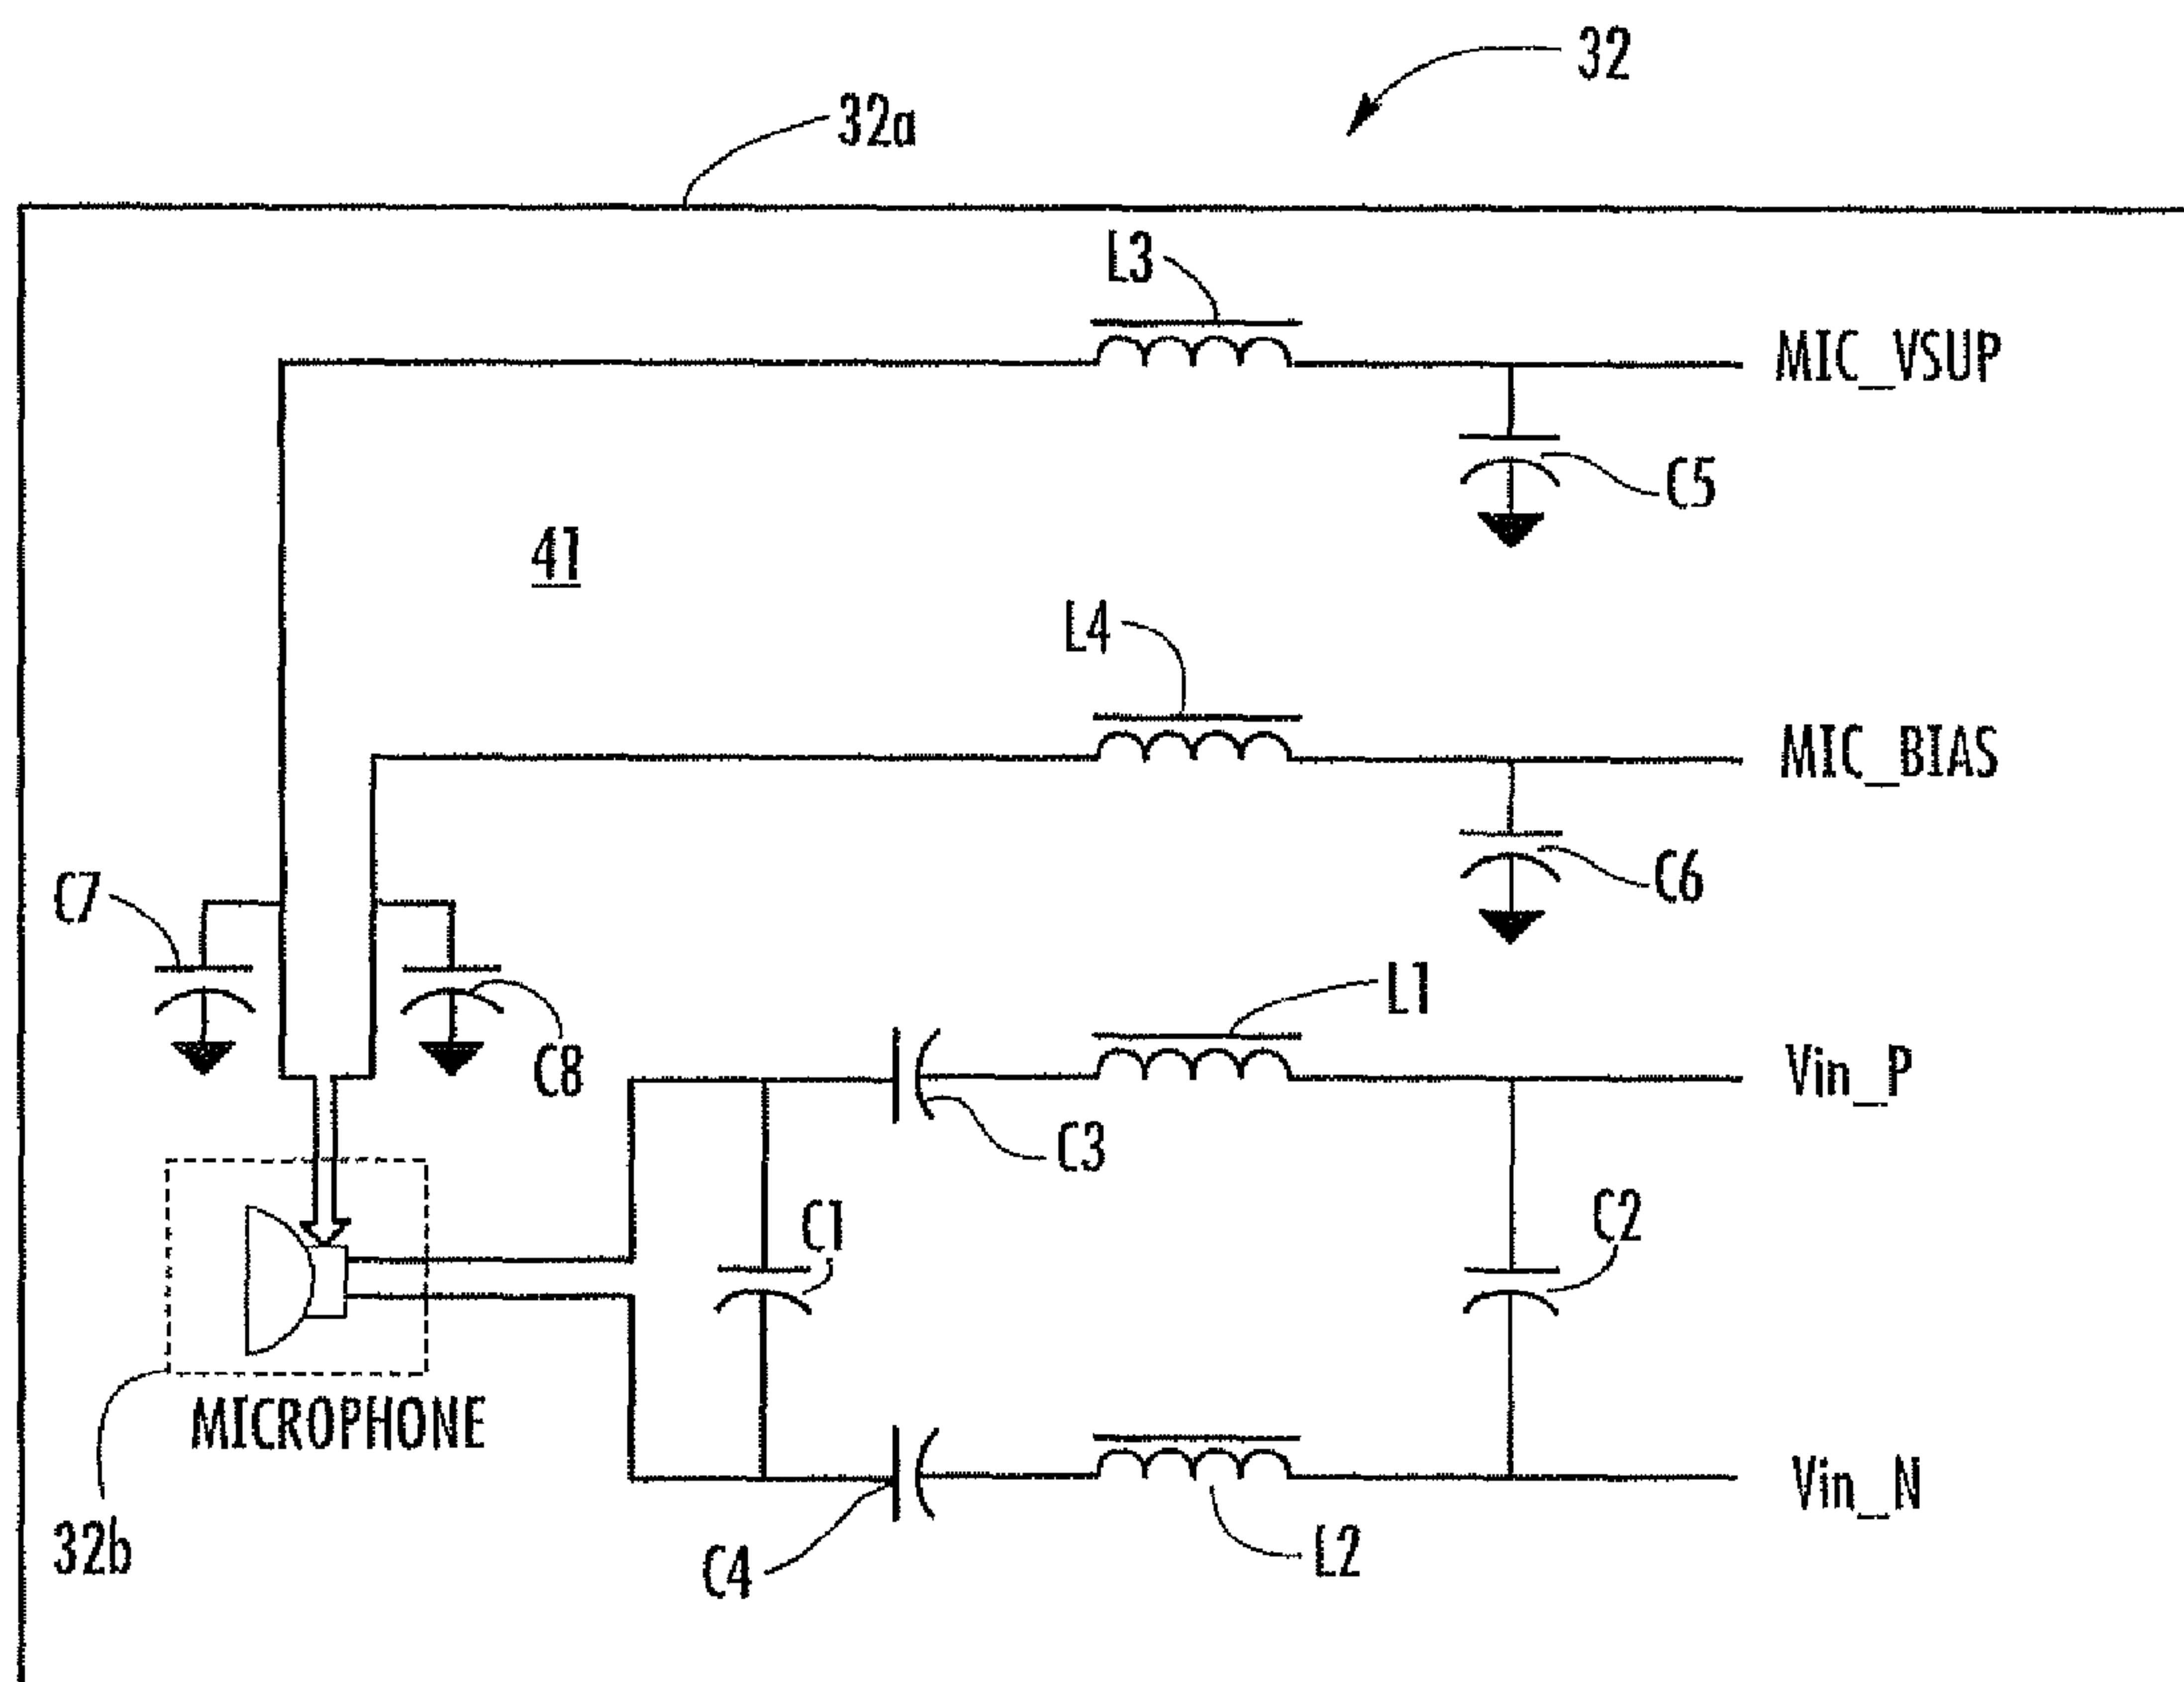 32
32a
L3
MIC_VSUP
C5
41
L4
MIC_BIAS
C6
C7
C8
L1
Vin_P
C3
C1
C2
MICROPHONE
Vin_N
32b
C4
L2